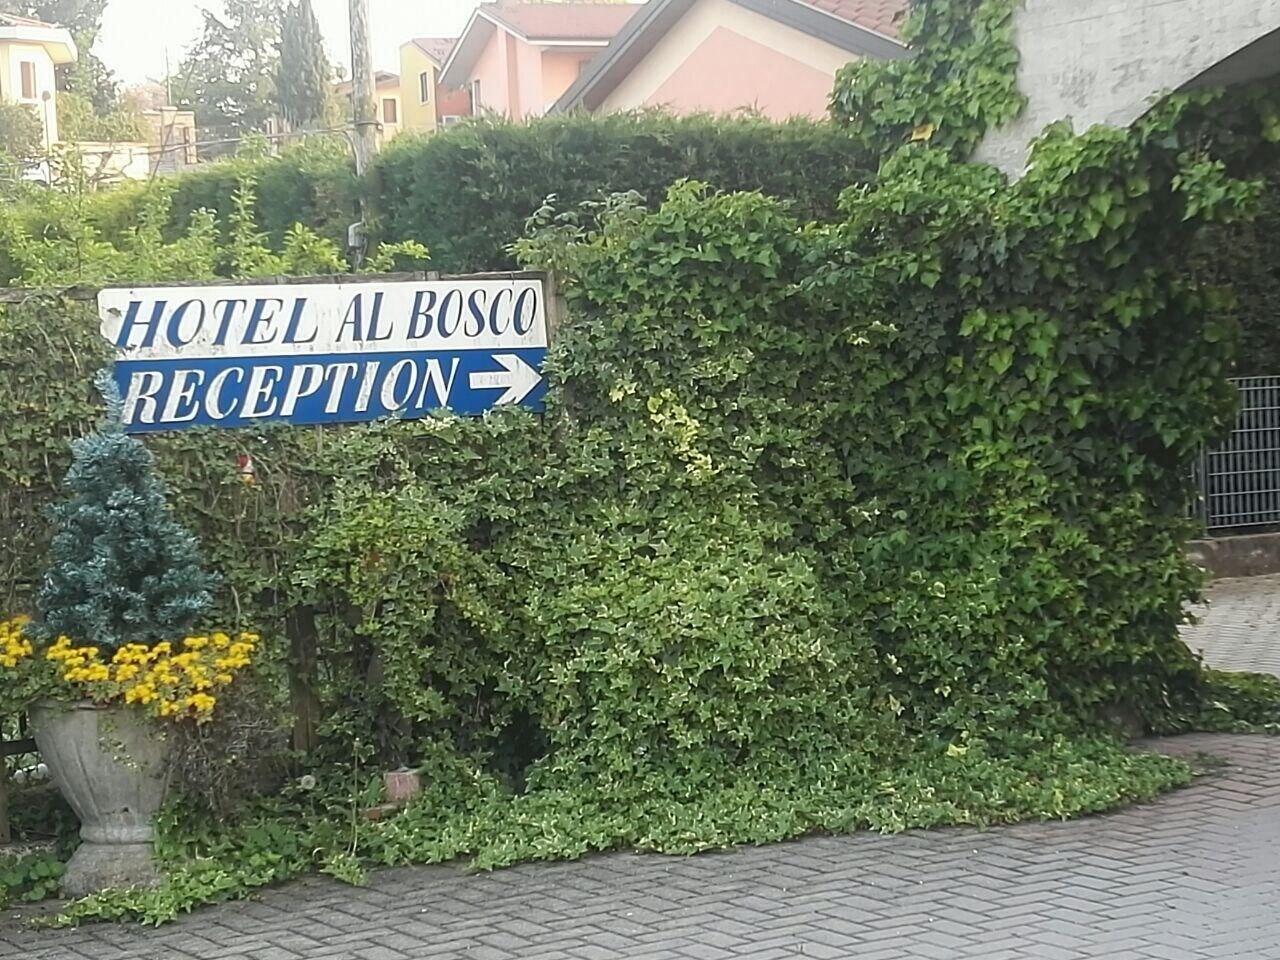 HOTEL AL BOSCO
RECEPTION →